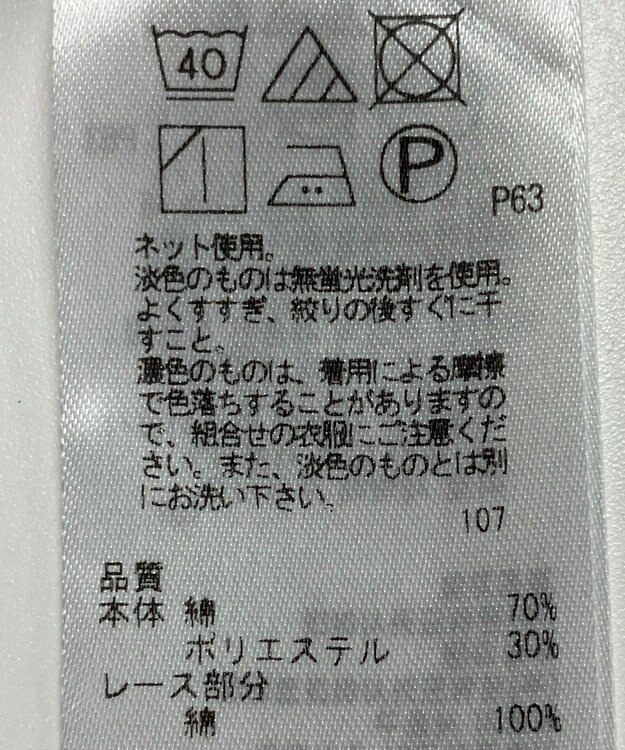 40
P
P63
ネット使用。
淡色のものは無蛍光洗剤を使用。
よくすすぎ、絞りの後すぐに干
すこと。
濃色のものは、着用による摩擦
で色落ちすることがありますの
で、組合せの衣服にご注意くだ
さい。また、淡色のものとは別
にお洗い下さい。
107
品質
本体 綿 70%
ポリエステル 30%
レース部分
綿 100%